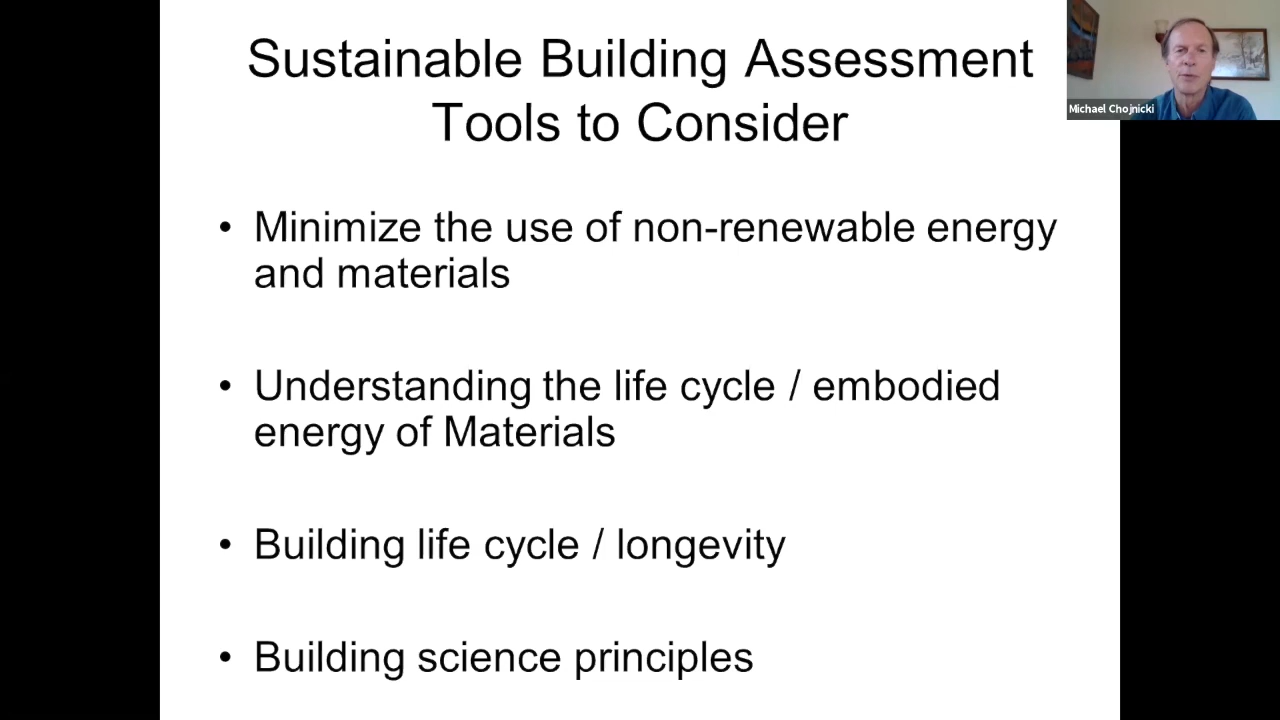 Sustainable Building Assessment
Tools to Consider
Michael Chojnicki
• Minimize the use of non-renewable energy
and materials
• Understanding the life cycle / embodied
energy of Materials
• Building life cycle / longevity
• Building science principles